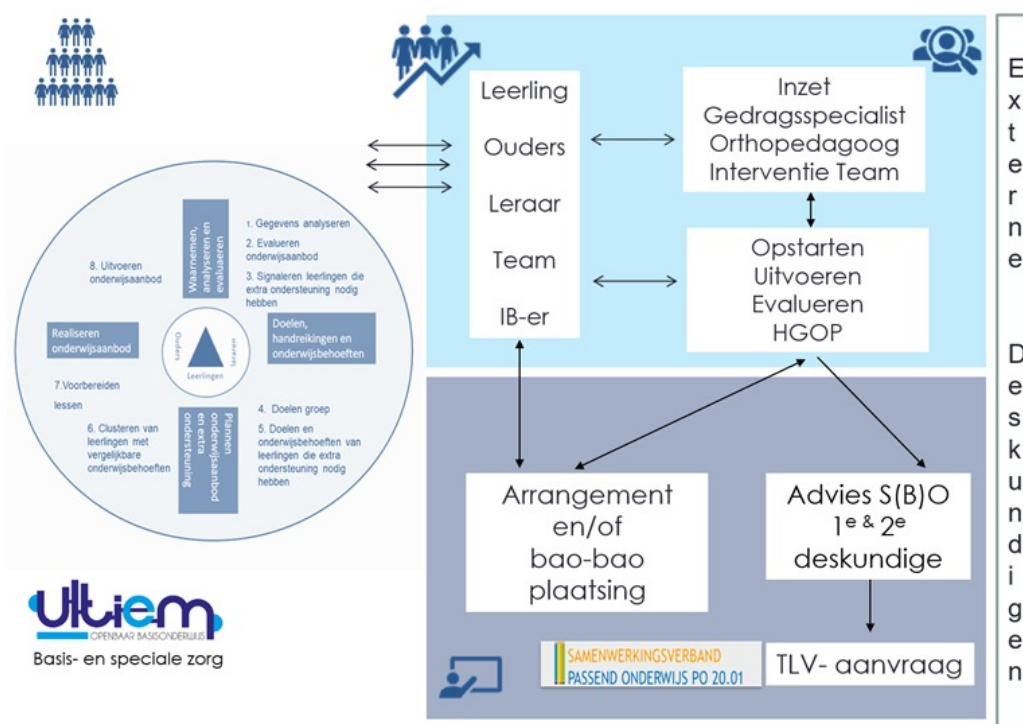 Waarnemen,
analyseren en
evalueren
1. Gegevens analyseren
2. Evalueren
onderwijsaanbod
3. Signaleren leerlingen die
extra ondersteuning nodig
hebben
8. Uitvoeren
onderwijsaanbod
Realiseren
onderwijsaanbod
Doelen,
handreikingen en
onderwijsbehoeften
Ouders
leraren
Leerlingen
7.Voorbereiden
lessen
4. Doelen groep
5. Doelen en
onderwijsbehoeften van
leerlingen die extra
ondersteuning nodig
hebben
6. Clusteren van
leerlingen met
vergelijkbare
onderwijsbehoeften
Plannen
onderwijsaanbod
en extra
ondersteuning
ultiem
OPENBAAR BASISONDERWIJS
Basis- en speciale zorg
Leerling
Ouders
Leraar
Team
IB-er
Inzet
Gedragsspecialist
Orthopedagoog
Interventie Team
Opstarten
Uitvoeren
Evalueren
HGOP
Arrangement
en/of
bao-bao
plaatsing
Advies S(B)O
1e & 2e
deskundige
SAMENWERKINGSVERBAND
PASSEND ONDERWIJS PO 20.01
TLV- aanvraag
Externe
Deskundigen